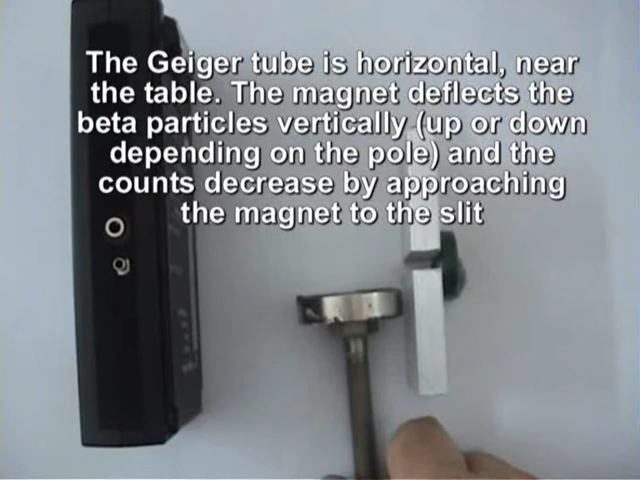 The Geiger tube is horizontal, near
the table. The magnet deflects the
beta particles vertically (up or down
depending on the pole) and the
counts decrease by approaching
the magnet to the slit